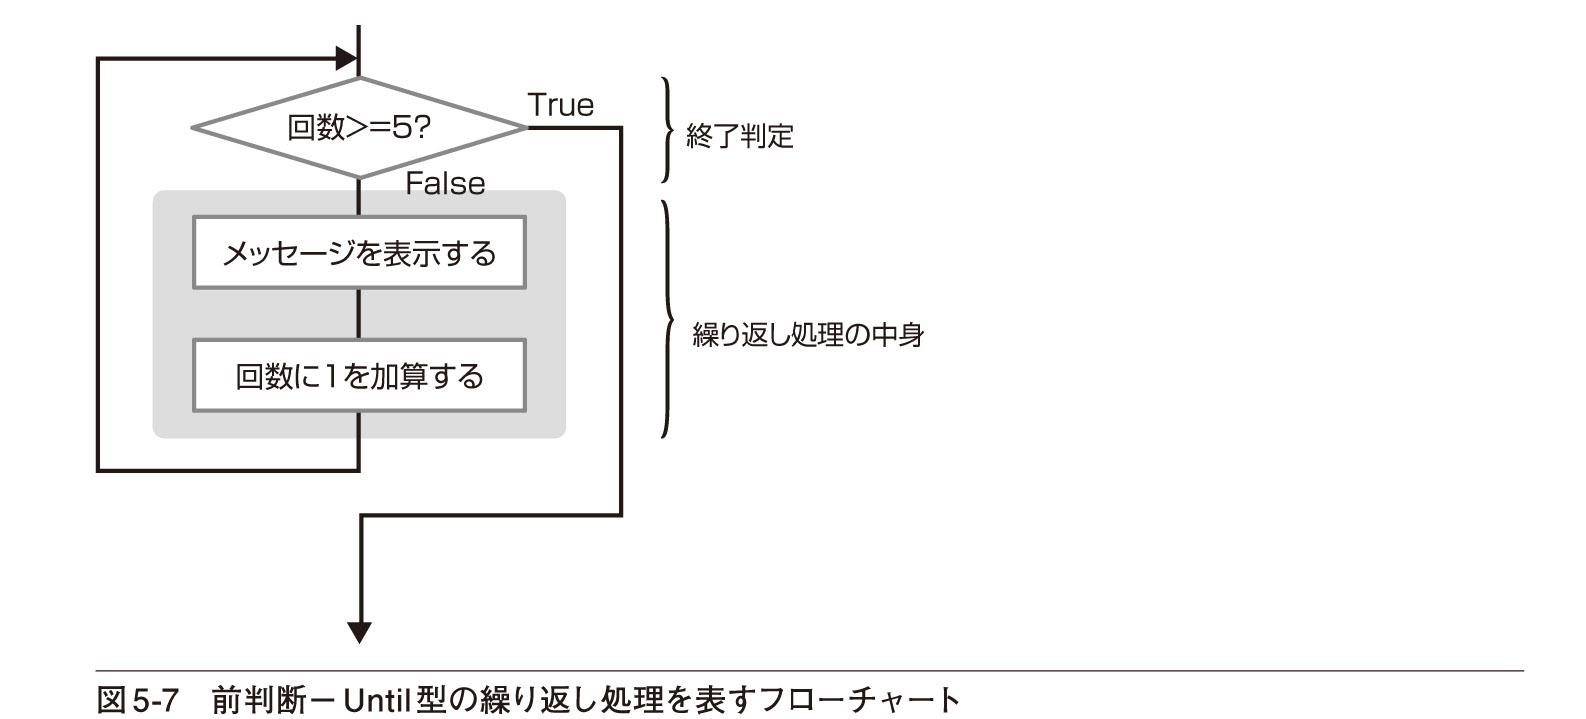 回数>=5?
True
終了判定
False
メッセージを表示する
回数に1を加算する
繰り返し処理の中身
図5-7　前判断－Until型の繰り返し処理を表すフローチャート